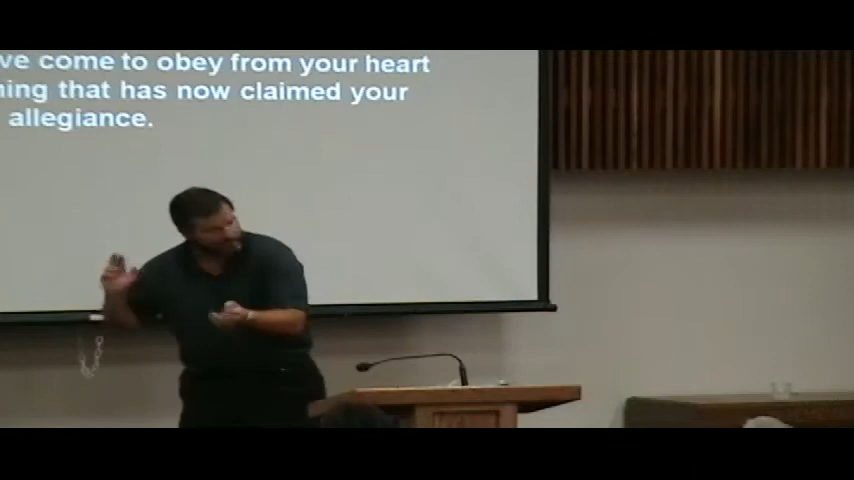 ve come to obey from your heart
ning that has now claimed your
allegiance.